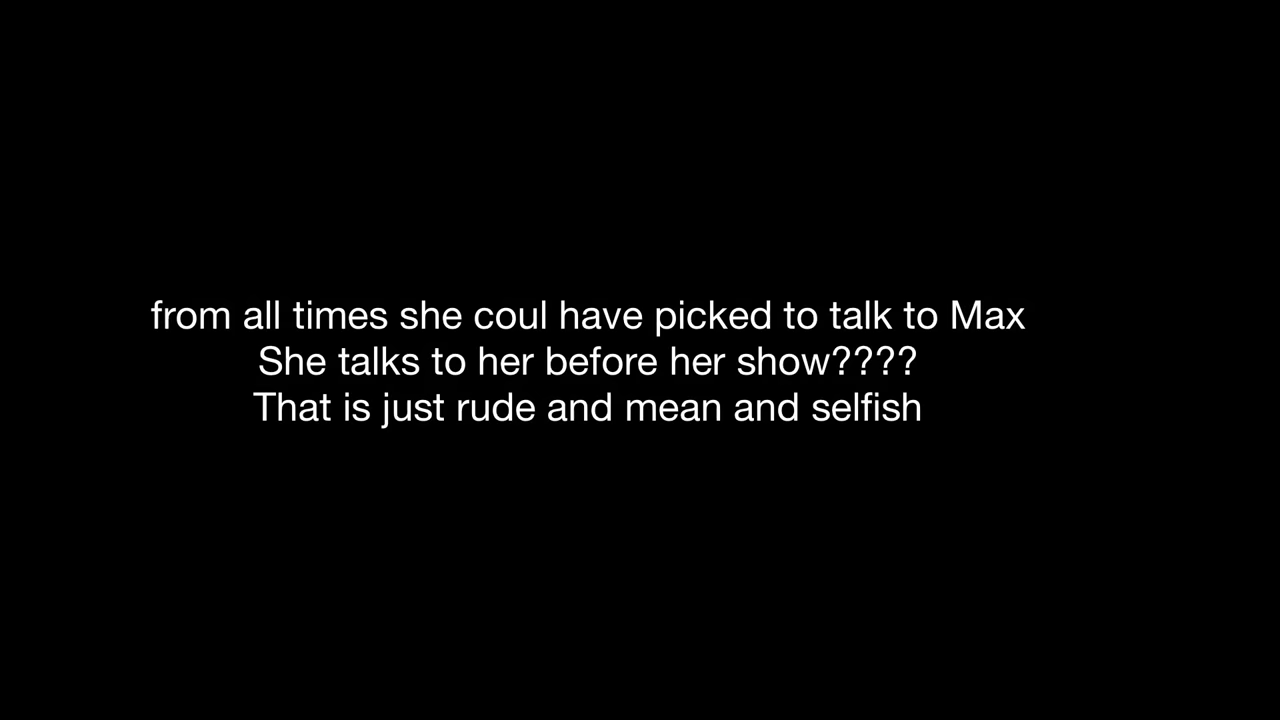 from all times she coul have picked to talk to Max
She talks to her before her show????
That is just rude and mean and selfish